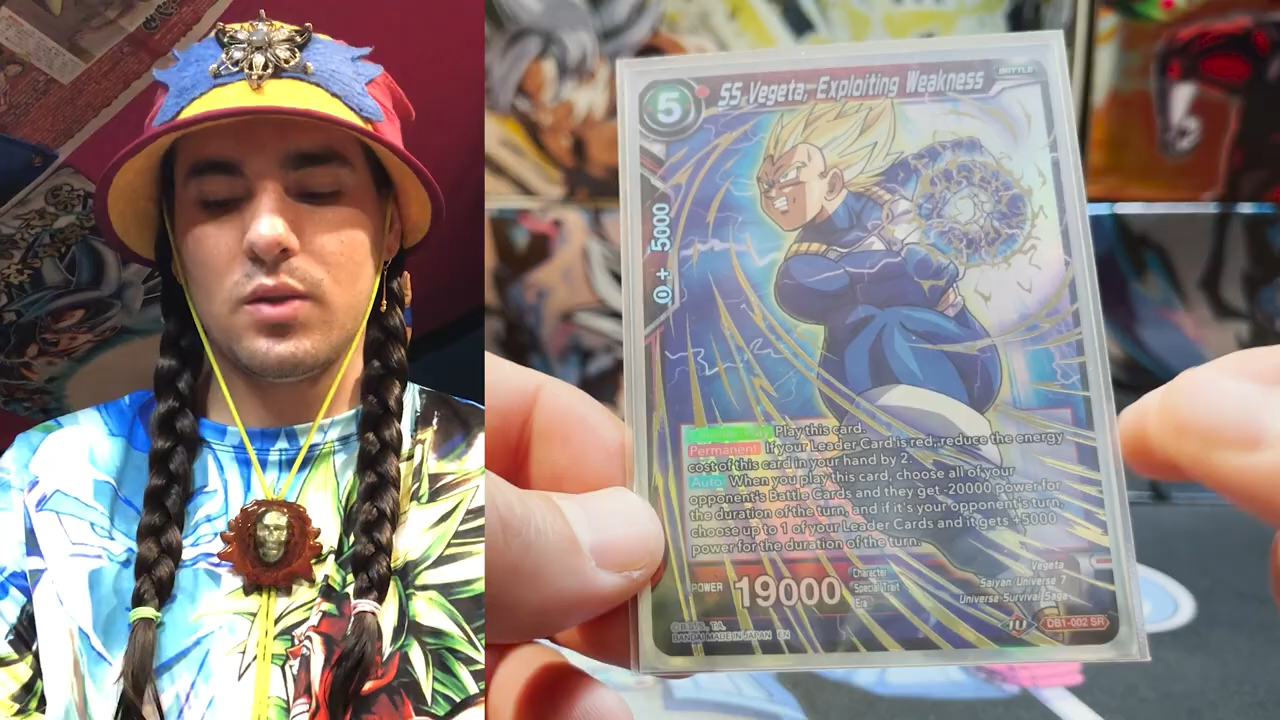 5
SS Vegeta, Exploiting Weakness
BATTLE
+ 5000
Play this card.
Permanent If your Leader Card is red, reduce the energy
cost of this card in your hand by 2.
Auto When you play this card, choose all of your
opponent's Battle Cards and they get -20000 power for
the duration of the turn, and if it's your opponent's turn,
choose up to 1 of your Leader Cards and it gets +5000
power for the duration of the turn.
POWER 19000
Character Vegeta
Special Trait Saiyan Universe 7
Era Universe Survival Saga
©B.S./S., T.A.
BANDAI MADE IN JAPAN EN
DB1-002 SR